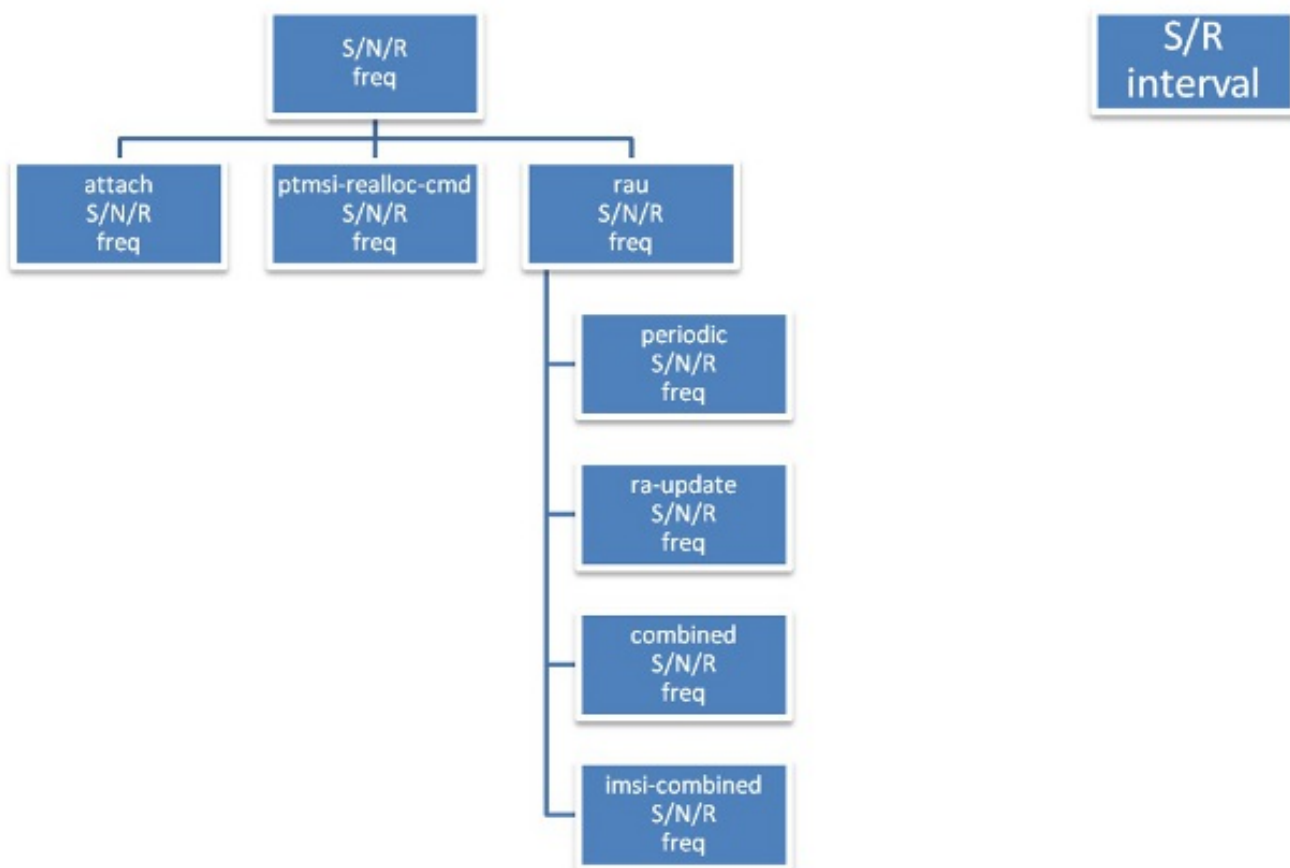 S/N/R
freq
S/R
interval
attach
S/N/R
freq
ptmsi-realloc-cmd
S/N/R
freq
rau
S/N/R
freq
periodic
S/N/R
freq
ra-update
S/N/R
freq
combined
S/N/R
freq
imsi-combined
S/N/R
freq